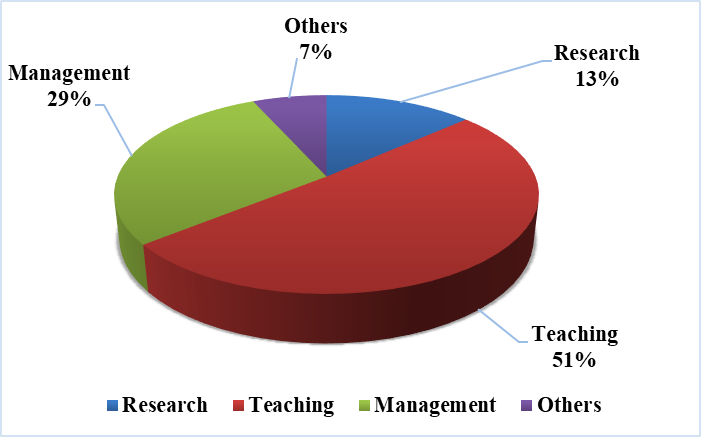 Others
7%
Research
13%
Management
29%
Teaching
51%
Research Teaching Management Others